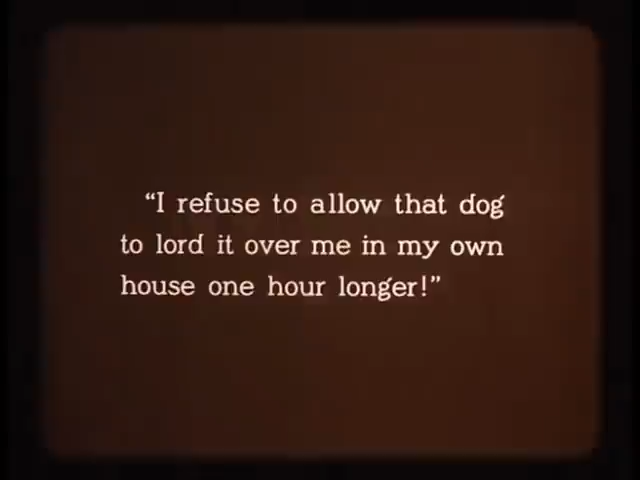 “I refuse to allow that dog
to lord it over me in my own
house one hour longer!”